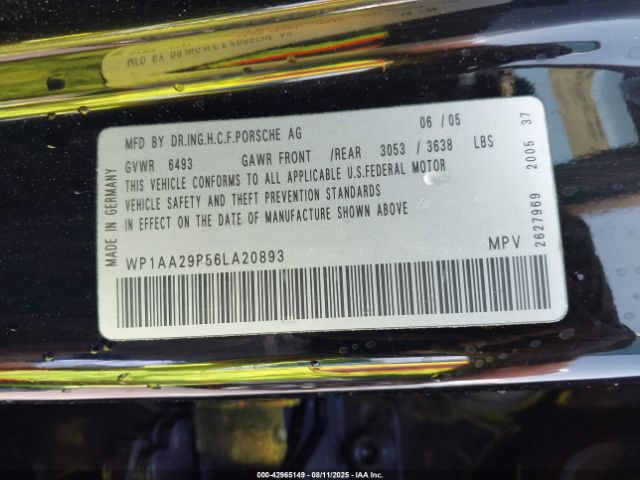 MFD BY DR.ING.H.C.F.PORSCHE AG 06 / 05
GVWR 6493 GAWR FRONT /REAR 3053 / 3638 LBS
THIS VEHICLE CONFORMS TO ALL APPLICABLE U.S.FEDERAL MOTOR
VEHICLE SAFETY AND THEFT PREVENTION STANDARDS
IN EFFECT ON THE DATE OF MANUFACTURE SHOWN ABOVE
WP1AA29P56LA20893 MPV
MADE IN GERMANY
2627969 2005 37
000-42965149 - 08/11/2025 - IAA Inc.